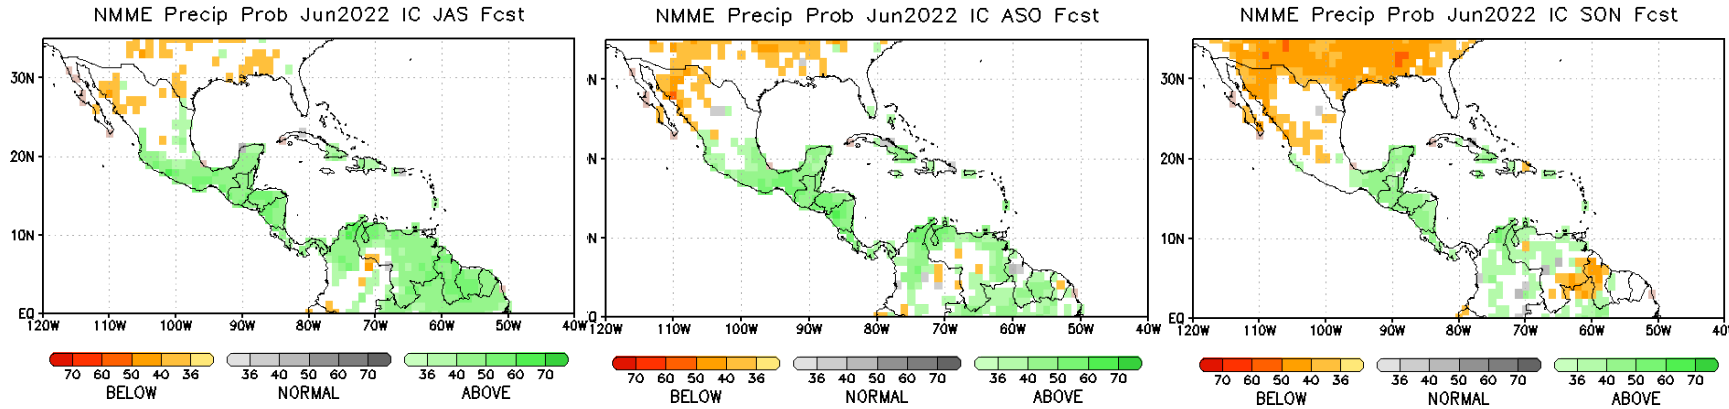 NMME Precip Prob Jun2022 IC JAS Fcst
30N
20N
10N
EQ
120W 110W 100W 90W 80W 70W 60W 50W 40W
70 60 50 40 36
BELOW
36 40 50 60 70
NORMAL
36 40 50 60 70
ABOVE
NMME Precip Prob Jun2022 IC ASO Fcst
N
N
N
EQ
120W 110W 100W 90W 80W 70W 60W 50W 40W
70 60 50 40 36
BELOW
36 40 50 60 70
NORMAL
36 40 50 60 70
ABOVE
NMME Precip Prob Jun2022 IC SON Fcst
30N
20N
10N
EQ
120W 110W 100W 90W 80W 70W 60W 50W 40W
70 60 50 40 36
BELOW
36 40 50 60 70
NORMAL
36 40 50 60 70
ABOVE